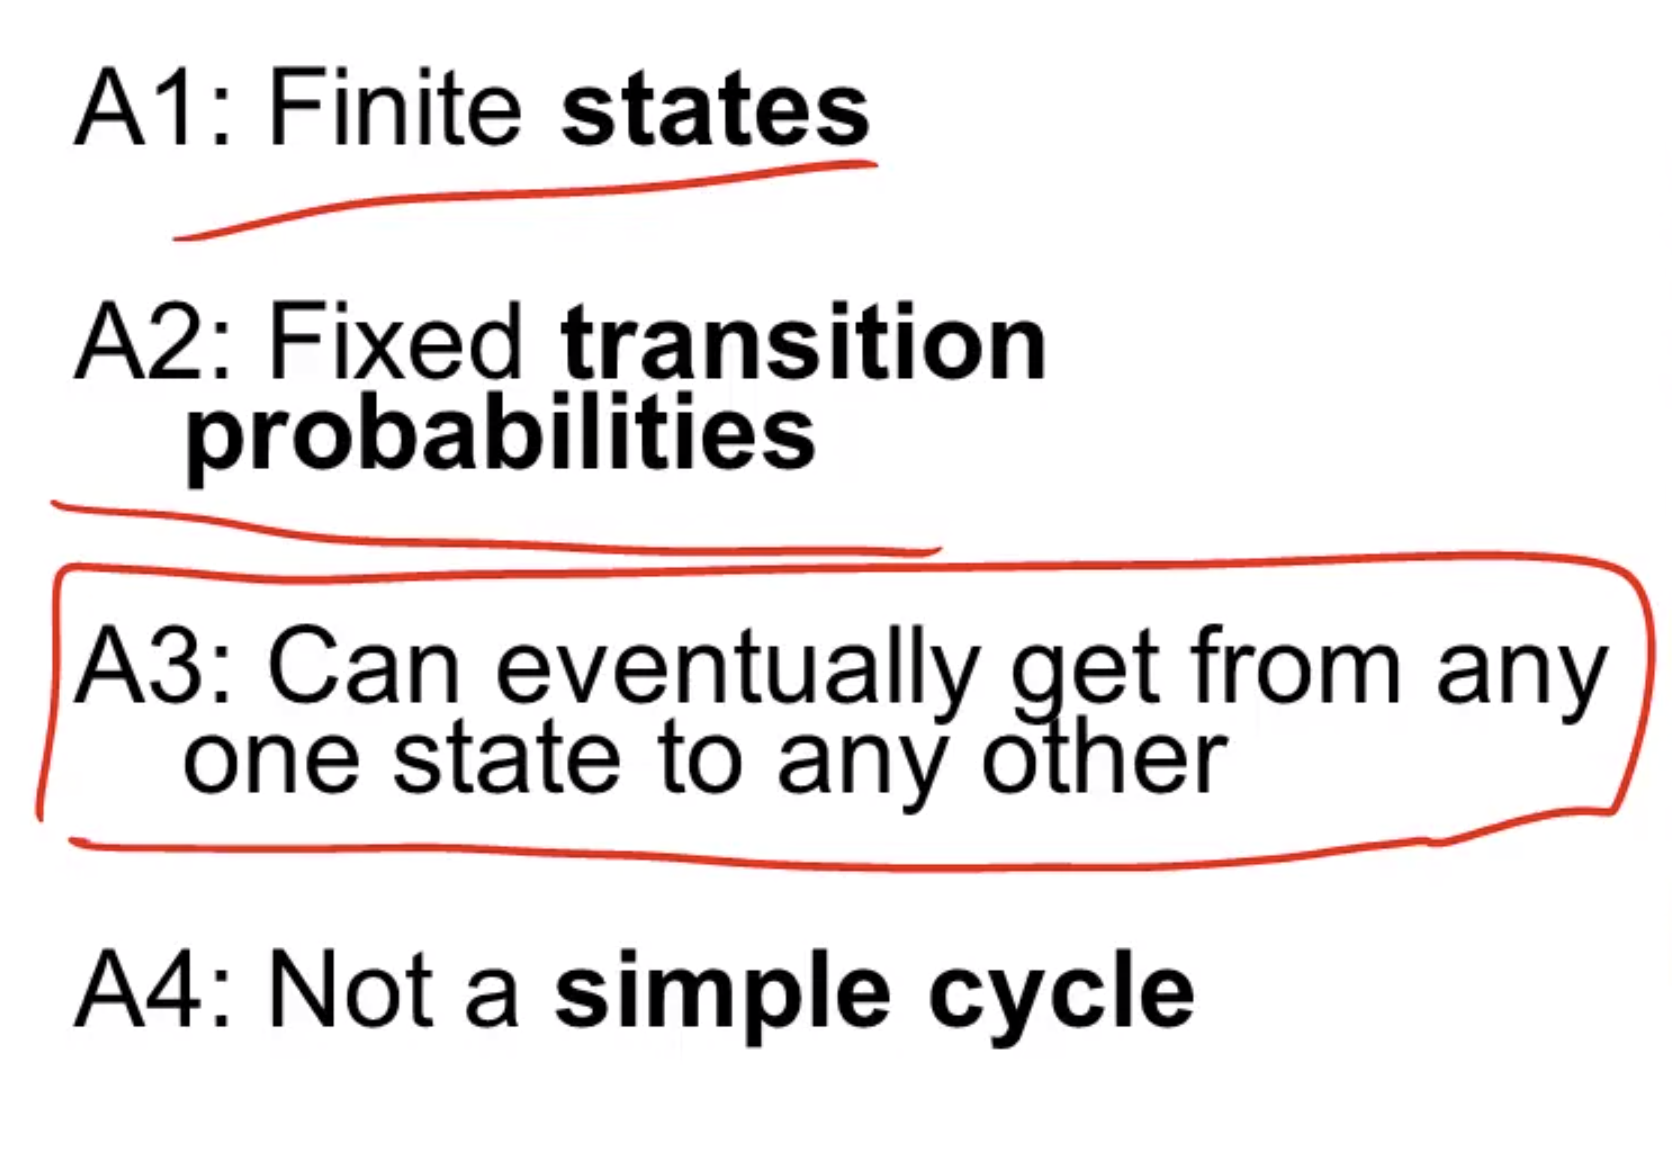 A1: Finite states
A2: Fixed transition
probabilities
A3: Can eventually get from any
one state to any other
A4: Not a simple cycle